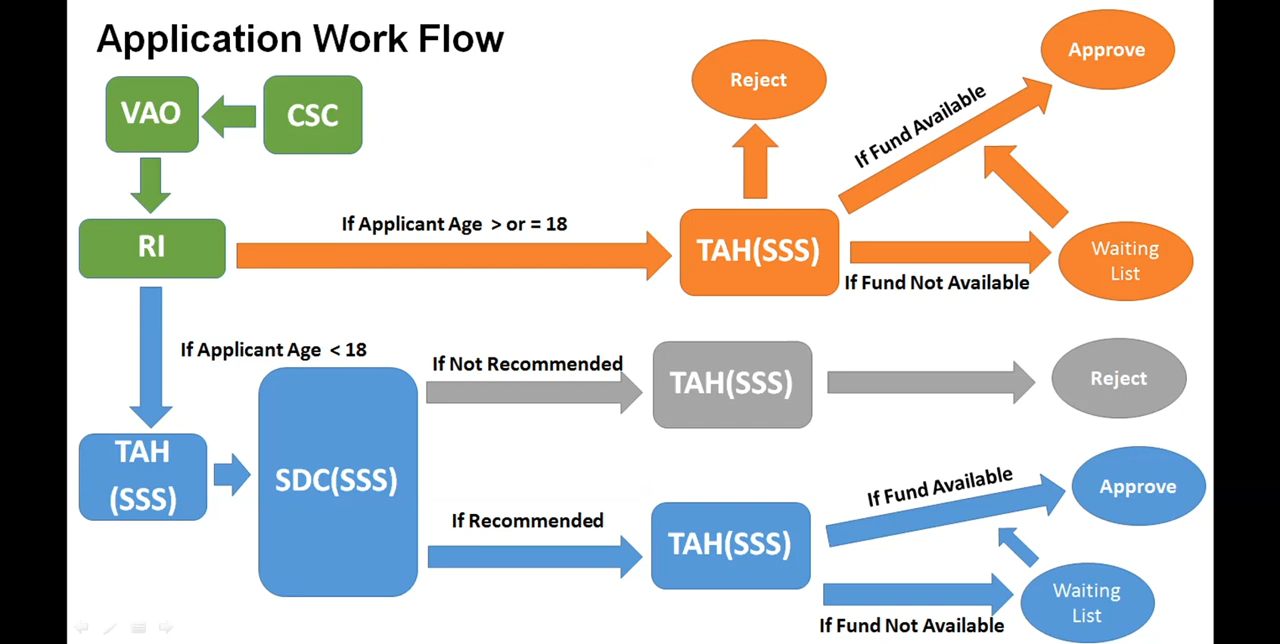 Application Work Flow
VAO
CSC
Reject
Approve
If Fund Available
RI
If Applicant Age > or = 18
TAH(SSS)
If Fund Not Available
Waiting
List
If Applicant Age < 18
If Not Recommended
TAH(SSS)
Reject
TAH
(SSS)
SDC(SSS)
If Recommended
TAH(SSS)
If Fund Available
Approve
If Fund Not Available
Waiting
List